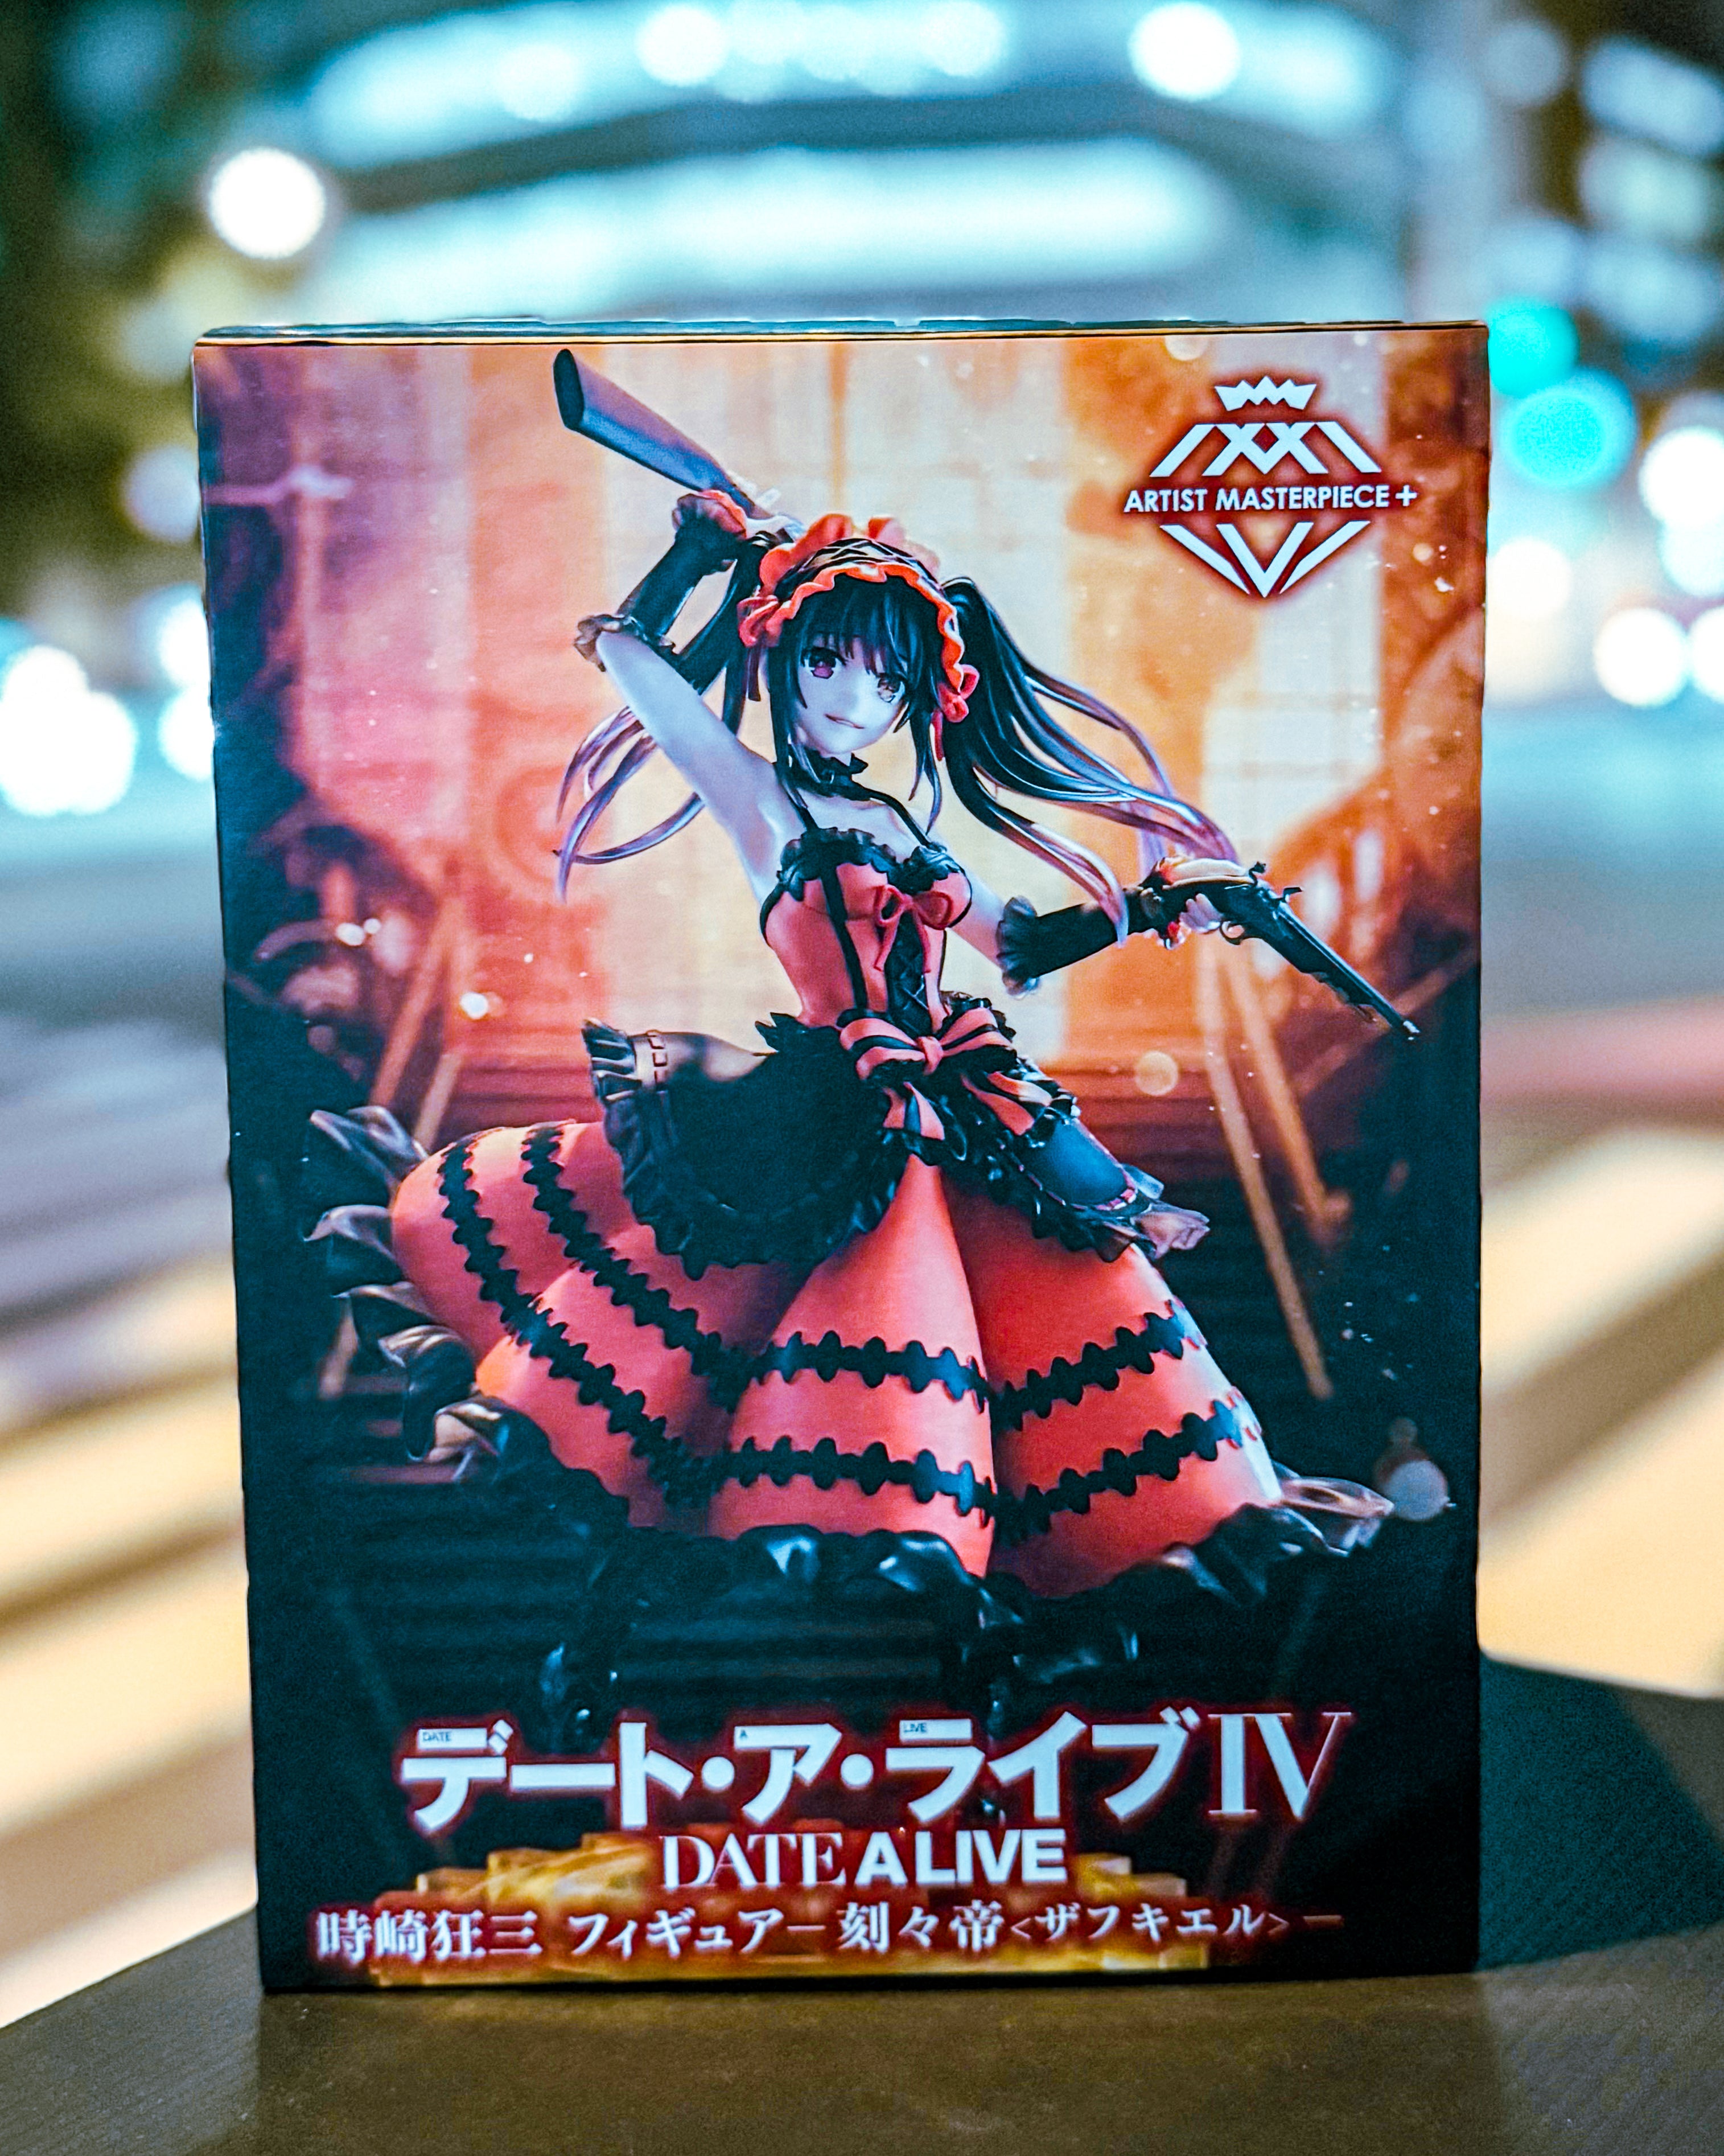 ARTIST MASTERPIECE+
DATE A LIVE
デート・ア・ライブIV
DATE A LIVE
時崎狂三 フィギュアー刻々帝<ザフキエル>ー